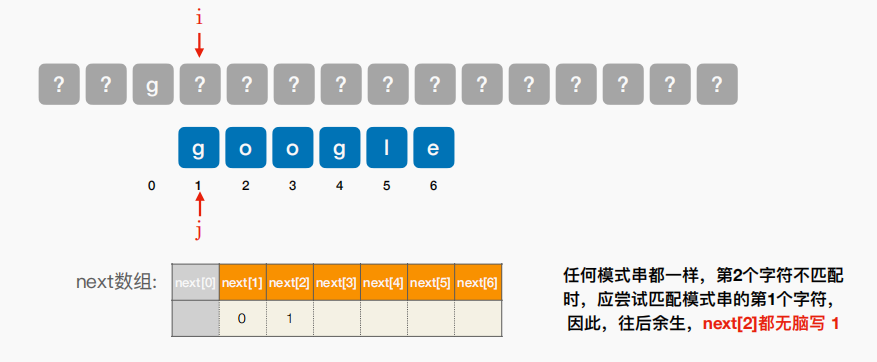 i
? ? g ? ? ? ? ? ? ? ? ? ? ? ?
g o o g l e
0 1 2 3 4 5 6
j
next数组:
next[0] next[1] next[2] next[3] next[4] next[5] next[6]
0 1
任何模式串都一样，第2个字符不匹配
时，应尝试匹配模式串的第1个字符，
因此，往后余生，next[2]都无脑写 1